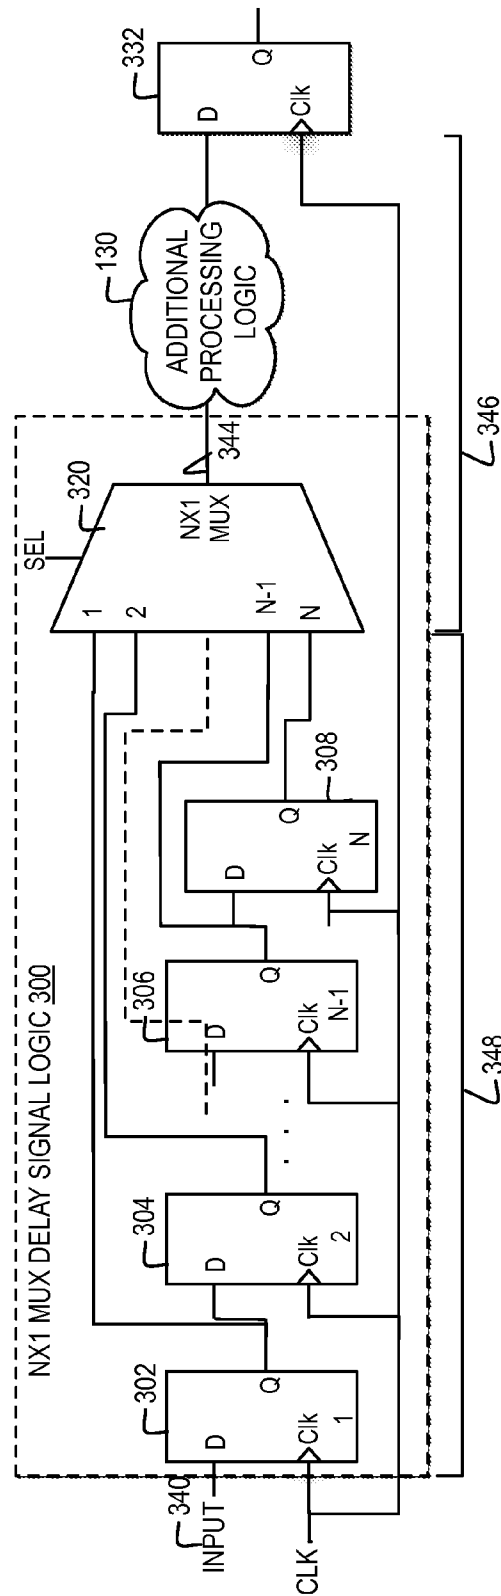 NX1 MUX DELAY SIGNAL LOGIC 300
340
INPUT
CLK
302
D
Q
Clk
1
304
D
Q
Clk
2
. . .
306
D
Q
Clk
N-1
308
D
Q
Clk
N
SEL
320
1
2
N-1
N
NX1
MUX
344
130
ADDITIONAL
PROCESSING
LOGIC
332
D
Q
Clk
348
346